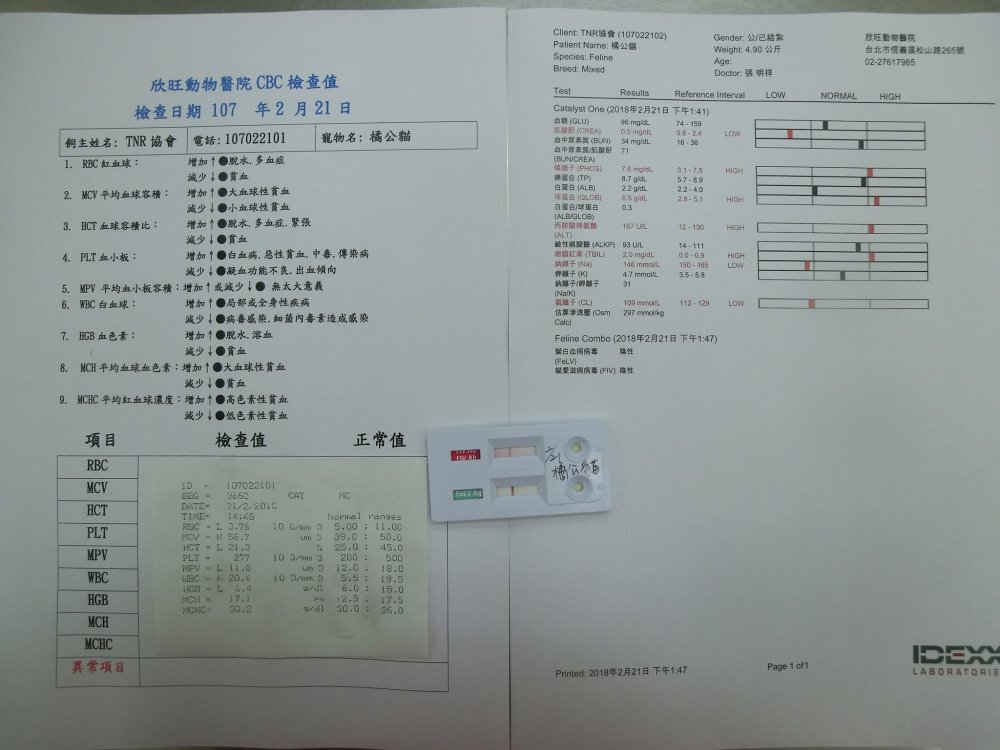 欣旺動物醫院 CBC 檢查值
檢查日期 107 年 2 月 21 日
飼主姓名: TNR 協會 電話: 107022101 寵物名: 橘公貓
1. RBC 紅血球: 增加↑●脫水.多血症
減少↓●貧血
2. MCV 平均血球容積: 增加↑●大血球性貧血
減少↓●小血球性貧血
3. HCT 血球容積比: 增加↑●脫水.多血症.緊張
減少↓●貧血
4. PLT 血小板: 增加↑●白血病.惡性貧血.中毒.傳染病
減少↓●凝血功能不良.出血傾向
5. MPV 平均血小板容積: 增加↑或減少↓● 無太大意義
6. WBC 白血球: 增加↑●局部或全身性疾病
減少↓●病毒感染.細菌內毒素造成感染
7. HGB 血色素: 增加↑●脫水.溶血
減少↓●貧血
8. MCH 平均血球血色素: 增加↑●大血球性貧血
減少↓●貧血
9. MCHC 平均紅血球濃度: 增加↑●高色素性貧血
減少↓●低色素性貧血
項目 檢查值 正常值
RBC
MCV
HCT
PLT
MPV
WBC
HGB
MCH
MCHC
異常項目
ID = 107022101
SEQ = 3662 CAT MC
DATE= 21/2/2018
TIME= 14:46 Normal ranges
RBC = L 3.76 10 6/mm 3 5.00 : 11.00
MCV = H 56.7 um 3 39.0 : 50.0
HCT = L 21.3 % 25.0 : 45.0
PLT = 277 10 3/mm 3 200 : 500
MPV = L 11.0 um 3 12.0 : 18.0
WBC = H 20.4 10 3/mm 3 5.5 : 19.5
HGB = L 6.4 g/dl 8.0 : 15.0
MCH = 17.1 pg 12.5 : 17.5
MCHC= 30.2 g/dl 30.0 : 36.0
FIV Ab
FeLV Ag
橘公貓
Client: TNR協會 (107022102) Gender: 公/已結紮 欣旺動物醫院
Patient Name: 橘公貓 Weight: 4.90 公斤 台北市信義區松山路265號
Species: Feline Age: 02-27617985
Breed: Mixed Doctor: 張 明樺
Test Results Reference Interval LOW NORMAL HIGH
Catalyst One (2018年2月21日 下午1:41)
血糖 (GLU) 96 mg/dL 74 - 159
肌酸酐 (CREA) 0.5 mg/dL 0.8 - 2.4 LOW
血中尿素氮 (BUN) 34 mg/dL 16 - 36
血中尿素氮/肌酸酐 71
(BUN/CREA)
磷離子 (PHOS) 7.6 mg/dL 3.1 - 7.5 HIGH
總蛋白 (TP) 8.7 g/dL 5.7 - 8.9
白蛋白 (ALB) 2.2 g/dL 2.2 - 4.0
球蛋白 (GLOB) 6.5 g/dL 2.8 - 5.1 HIGH
白蛋白/球蛋白 0.3
(ALB/GLOB)
丙胺酸轉氨酶 167 U/L 12 - 130 HIGH
(ALT)
鹼性磷酸酶 (ALKP) 93 U/L 14 - 111
總膽紅素 (TBIL) 2.0 mg/dL 0.0 - 0.9 HIGH
鈉離子 (Na) 146 mmol/L 150 - 165 LOW
鉀離子 (K) 4.7 mmol/L 3.5 - 5.8
鈉離子/鉀離子 31
(Na/K)
氯離子 (CL) 109 mmol/L 112 - 129 LOW
估算滲透壓 (Osm 297 mmol/kg
Calc)
Feline Combo (2018年2月21日 下午1:47)
貓白血病病毒 陰性
(FeLV)
貓愛滋病病毒 (FIV) 陰性
Printed: 2018年2月21日 下午1:47 Page 1 of1
IDEXX
LABORATORIE